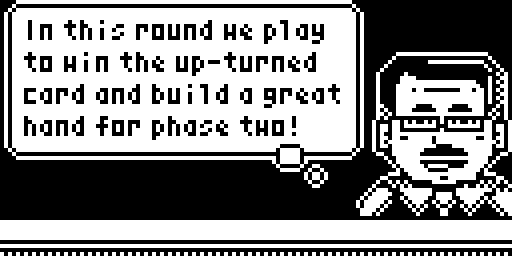 In this round we play
to win the up-turned
card and build a great
hand for phase two!